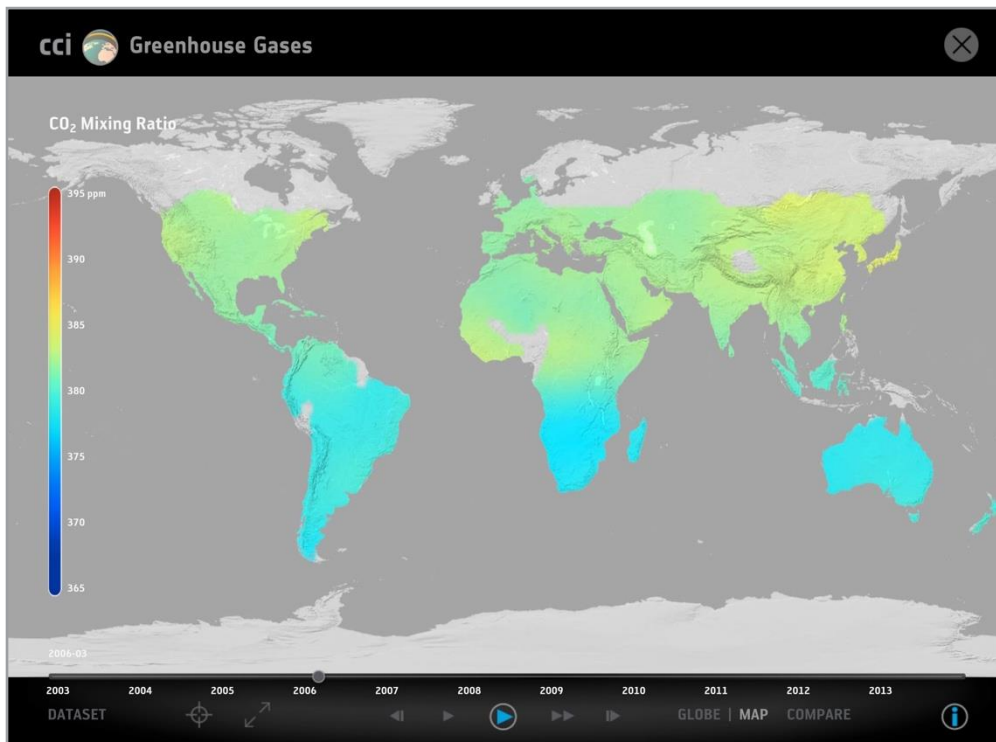 cci Greenhouse Gases
CO₂ Mixing Ratio
395 ppm
390
385
380
375
370
365
2006-03
2003 2004 2005 2006 2007 2008 2009 2010 2011 2012 2013
DATASET GLOBE | MAP COMPARE i